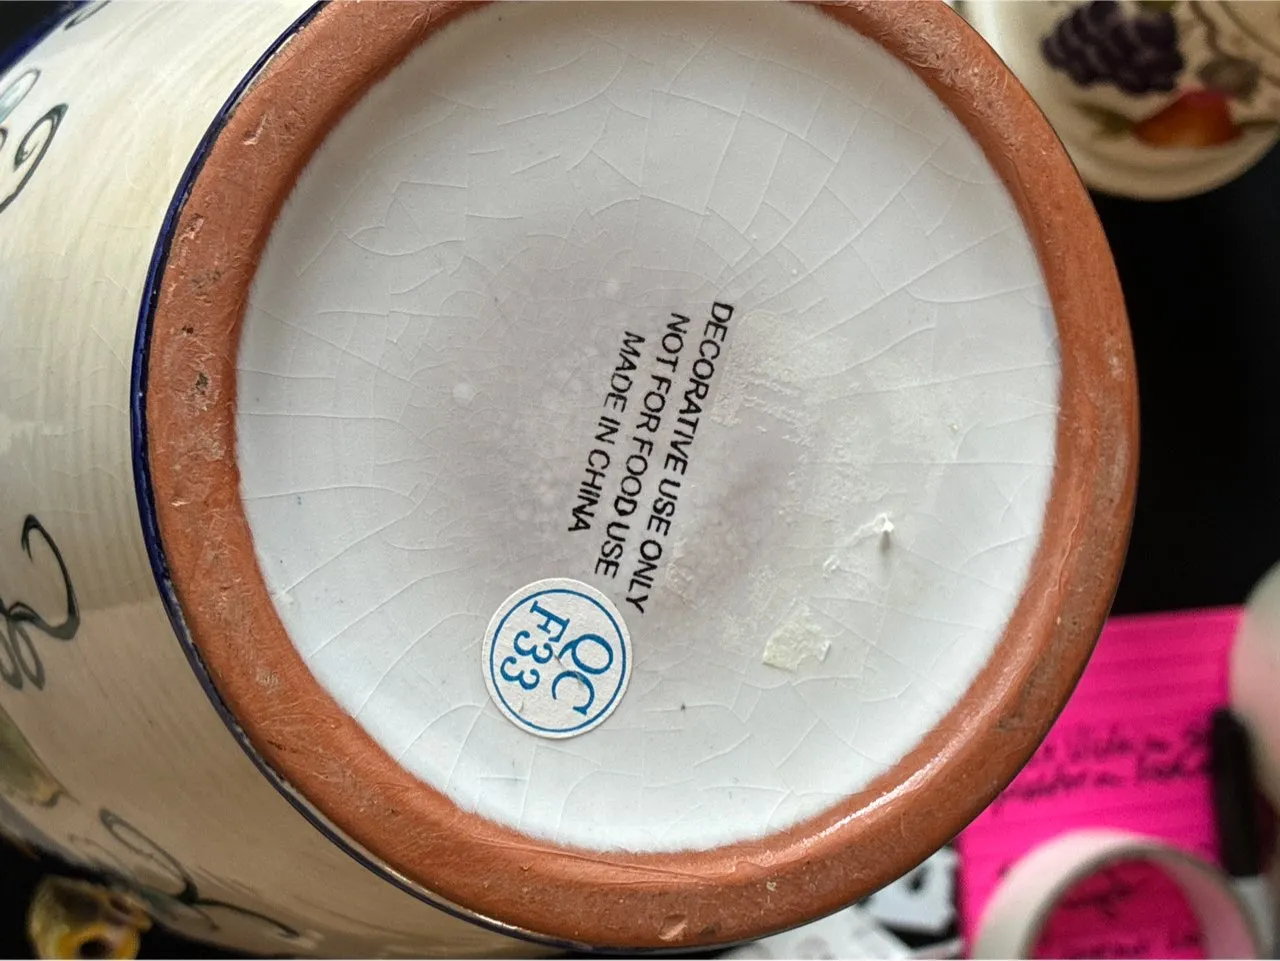 DECORATIVE USE ONLY
NOT FOR FOOD USE
MADE IN CHINA
QC
F33